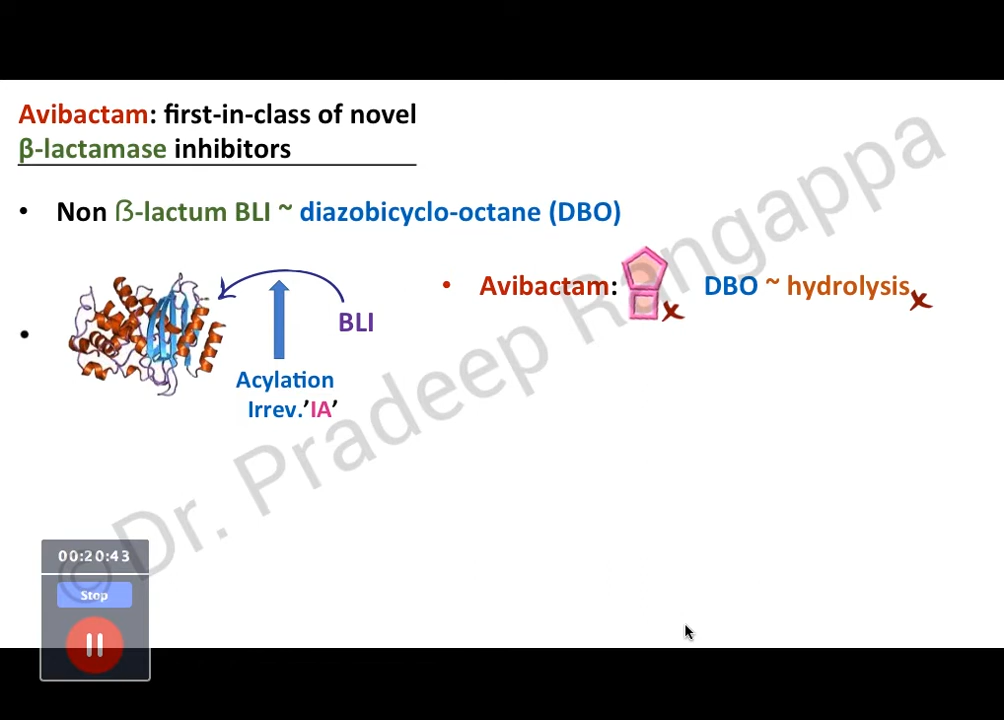 Avibactam: first-in-class of novel
β-lactamase inhibitors
• Non ẞ-lactum BLI ~ diazobicyclo-octane (DBO)
• Avibactam: DBO ~ hydrolysis
BLI
Acylation
Irrev.’IA’
©Dr. Pradeep Rengappa
00:20:43
Stop